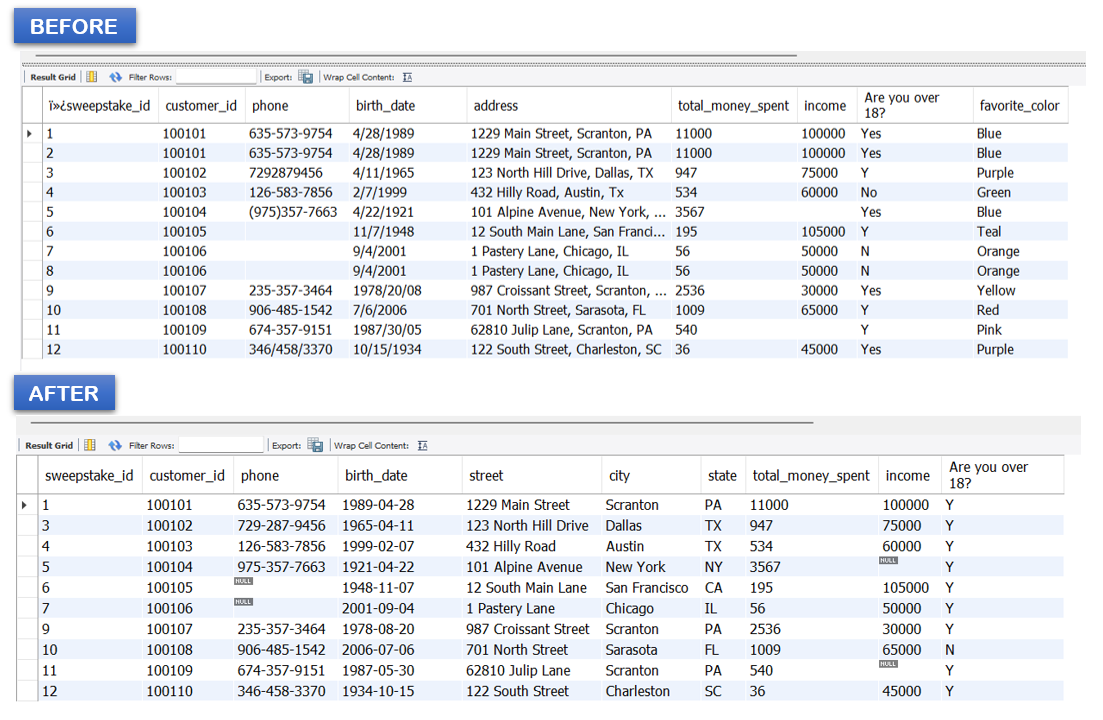 BEFORE
Result Grid Filter Rows: Export: Wrap Cell Content:
ï»¿sweepstake_id customer_id phone birth_date address total_money_spent income Are you over 18? favorite_color
1 100101 635-573-9754 4/28/1989 1229 Main Street, Scranton, PA 11000 100000 Yes Blue
2 100101 635-573-9754 4/28/1989 1229 Main Street, Scranton, PA 11000 100000 Yes Blue
3 100102 7292879456 4/11/1965 123 North Hill Drive, Dallas, TX 947 75000 Y Purple
4 100103 126-583-7856 2/7/1999 432 Hilly Road, Austin, Tx 534 60000 No Green
5 100104 (975)357-7663 4/22/1921 101 Alpine Avenue, New York, ... 3567 Yes Blue
6 100105 11/7/1948 12 South Main Lane, San Franci... 195 105000 Y Teal
7 100106 9/4/2001 1 Pastery Lane, Chicago, IL 56 50000 N Orange
8 100106 9/4/2001 1 Pastery Lane, Chicago, IL 56 50000 N Orange
9 100107 235-357-3464 1978/20/08 987 Croissant Street, Scranton, ... 2536 30000 Yes Yellow
10 100108 906-485-1542 7/6/2006 701 North Street, Sarasota, FL 1009 65000 Y Red
11 100109 674-357-9151 1987/30/05 62810 Julip Lane, Scranton, PA 540 Y Pink
12 100110 346/458/3370 10/15/1934 122 South Street, Charleston, SC 36 45000 Yes Purple
AFTER
Result Grid Filter Rows: Export: Wrap Cell Content:
sweepstake_id customer_id phone birth_date street city state total_money_spent income Are you over 18?
1 100101 635-573-9754 1989-04-28 1229 Main Street Scranton PA 11000 100000 Y
3 100102 729-287-9456 1965-04-11 123 North Hill Drive Dallas TX 947 75000 Y
4 100103 126-583-7856 1999-02-07 432 Hilly Road Austin TX 534 60000 Y
5 100104 975-357-7663 1921-04-22 101 Alpine Avenue New York NY 3567 NULL Y
6 100105 NULL 1948-11-07 12 South Main Lane San Francisco CA 195 105000 Y
7 100106 NULL 2001-09-04 1 Pastery Lane Chicago IL 56 50000 Y
9 100107 235-357-3464 1978-08-20 987 Croissant Street Scranton PA 2536 30000 Y
10 100108 906-485-1542 2006-07-06 701 North Street Sarasota FL 1009 65000 N
11 100109 674-357-9151 1987-05-30 62810 Julip Lane Scranton PA 540 NULL Y
12 100110 346-458-3370 1934-10-15 122 South Street Charleston SC 36 45000 Y